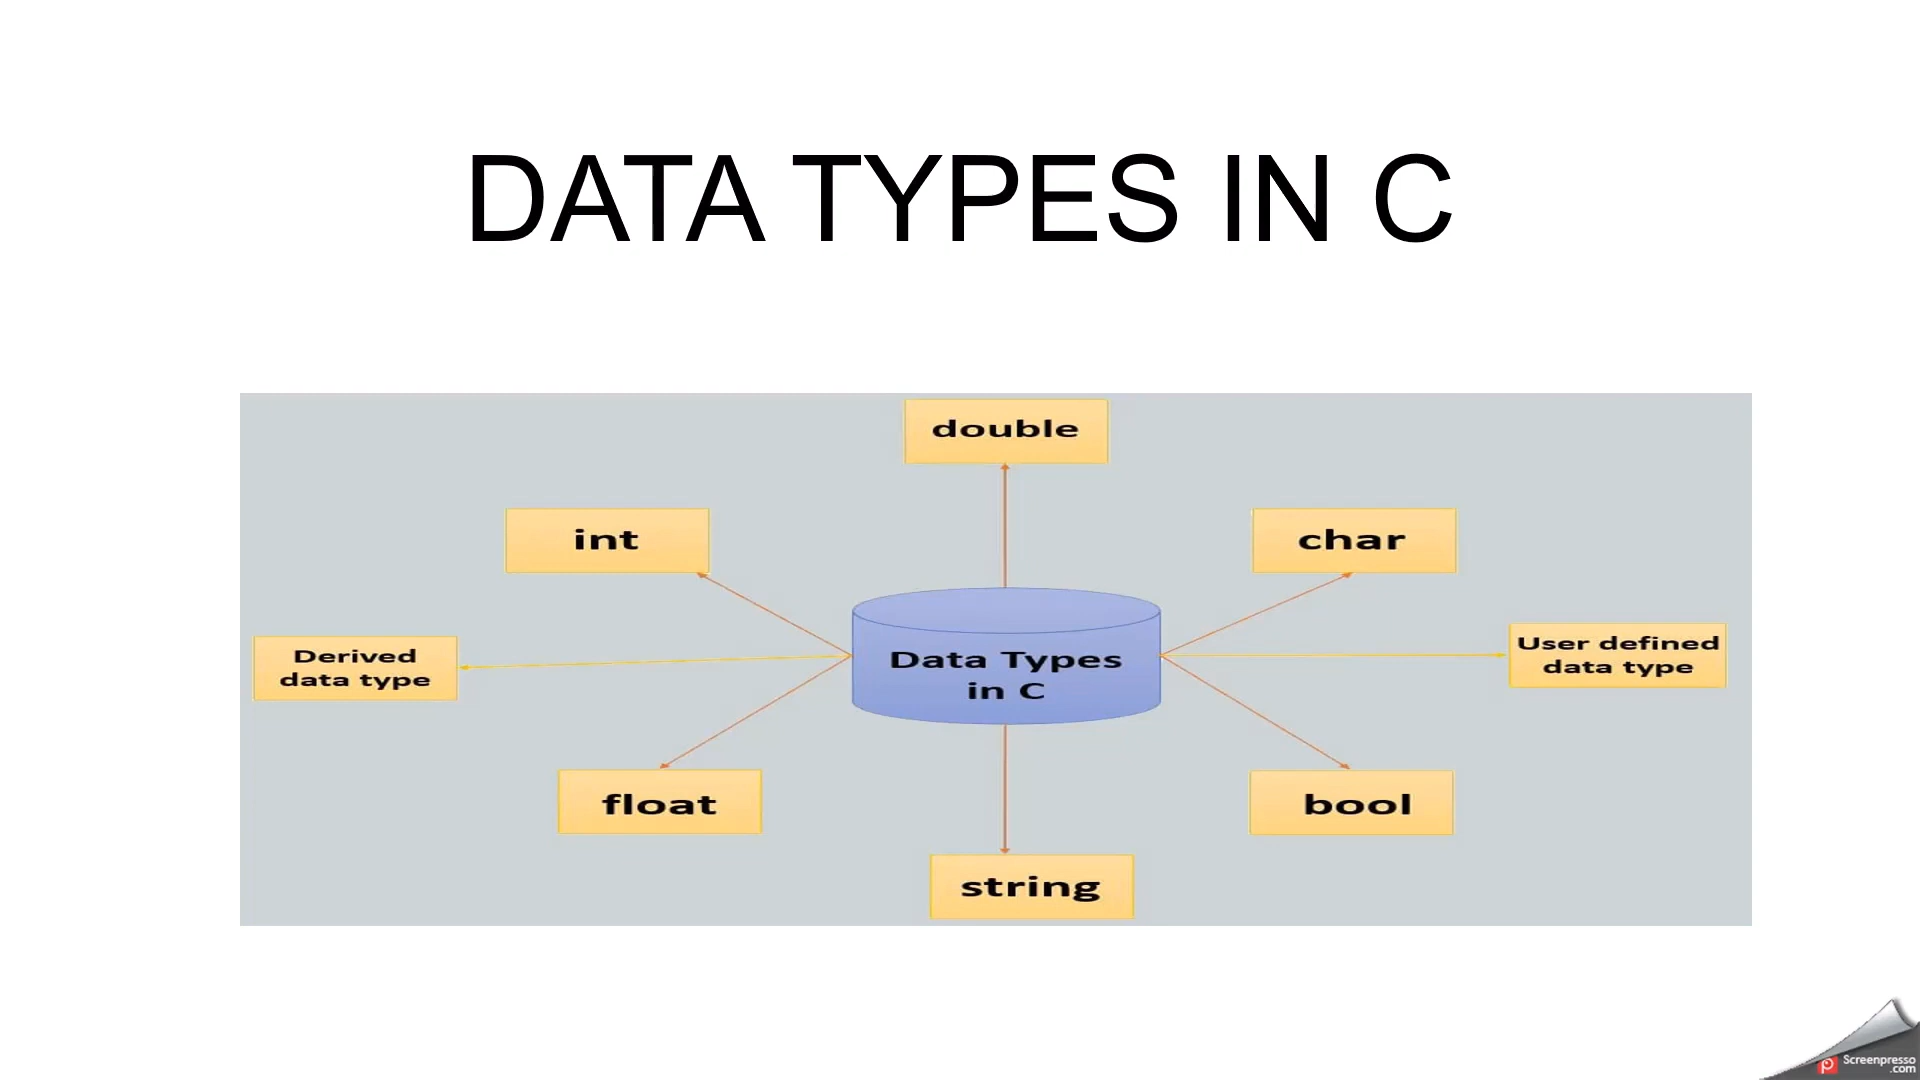 DATA TYPES IN C
double
int
char
Derived
data type
Data Types
in C
User defined
data type
float
bool
string
Screenpresso
.com